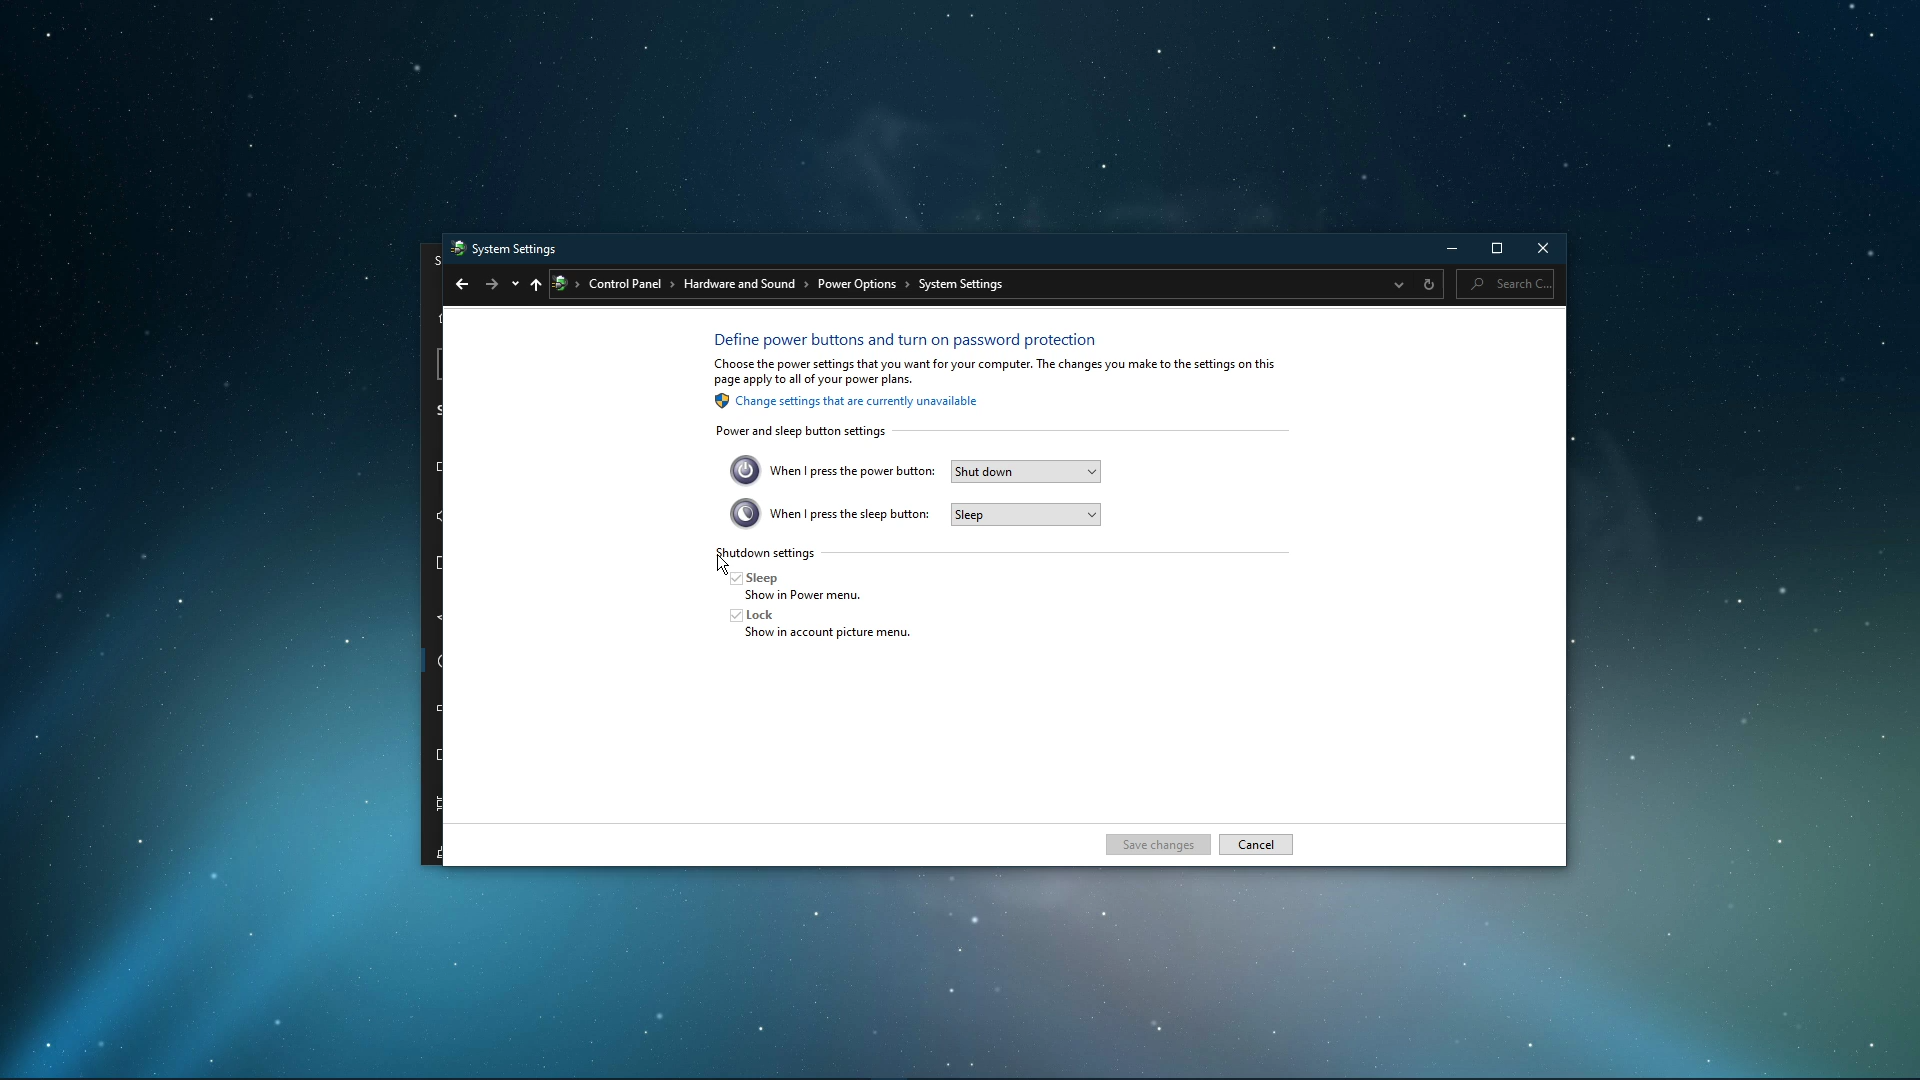 System Settings
Control Panel > Hardware and Sound > Power Options > System Settings
Search C...
Define power buttons and turn on password protection
Choose the power settings that you want for your computer. The changes you make to the settings on this
page apply to all of your power plans.
Change settings that are currently unavailable
Power and sleep button settings
When I press the power button: Shut down
When I press the sleep button: Sleep
Shutdown settings
Sleep
Show in Power menu.
Lock
Show in account picture menu.
Save changes Cancel